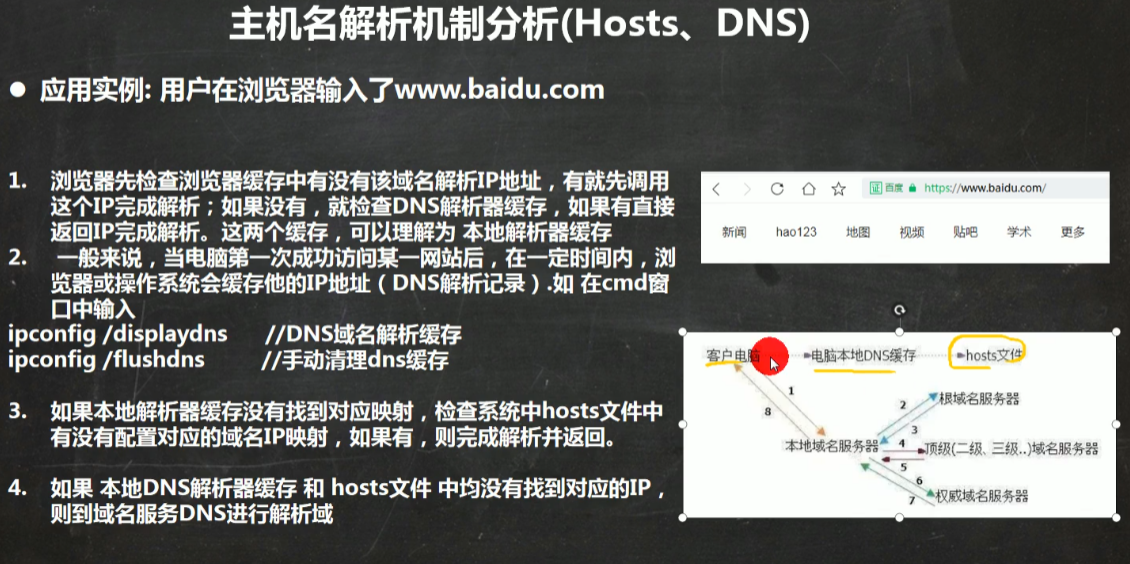 主机名解析机制分析(Hosts、DNS)
● 应用实例: 用户在浏览器输入了www.baidu.com
1. 浏览器先检查浏览器缓存中有没有该域名解析IP地址，有就先调用
这个IP完成解析；如果没有，就检查DNS解析器缓存，如果有直接
返回IP完成解析。这两个缓存，可以理解为 本地解析器缓存
2. 一般来说，当电脑第一次成功访问某一网站后，在一定时间内，浏
览器或操作系统会缓存他的IP地址（DNS解析记录）.如 在cmd窗
口中输入
ipconfig /displaydns //DNS域名解析缓存
ipconfig /flushdns //手动清理dns缓存
3. 如果本地解析器缓存没有找到对应映射，检查系统中hosts文件中
有没有配置对应的域名IP映射，如果有，则完成解析并返回。
4. 如果 本地DNS解析器缓存 和 hosts文件 中均没有找到对应的IP，
则到域名服务DNS进行解析域
证 百度 https://www.baidu.com/
新闻 hao123 地图 视频 贴吧 学术 更多
客户电脑 电脑本地DNS缓存 hosts文件
1
8
2
根域名服务器
3
本地域名服务器
4
顶级(二级、三级..)域名服务器
5
6
权威域名服务器
7